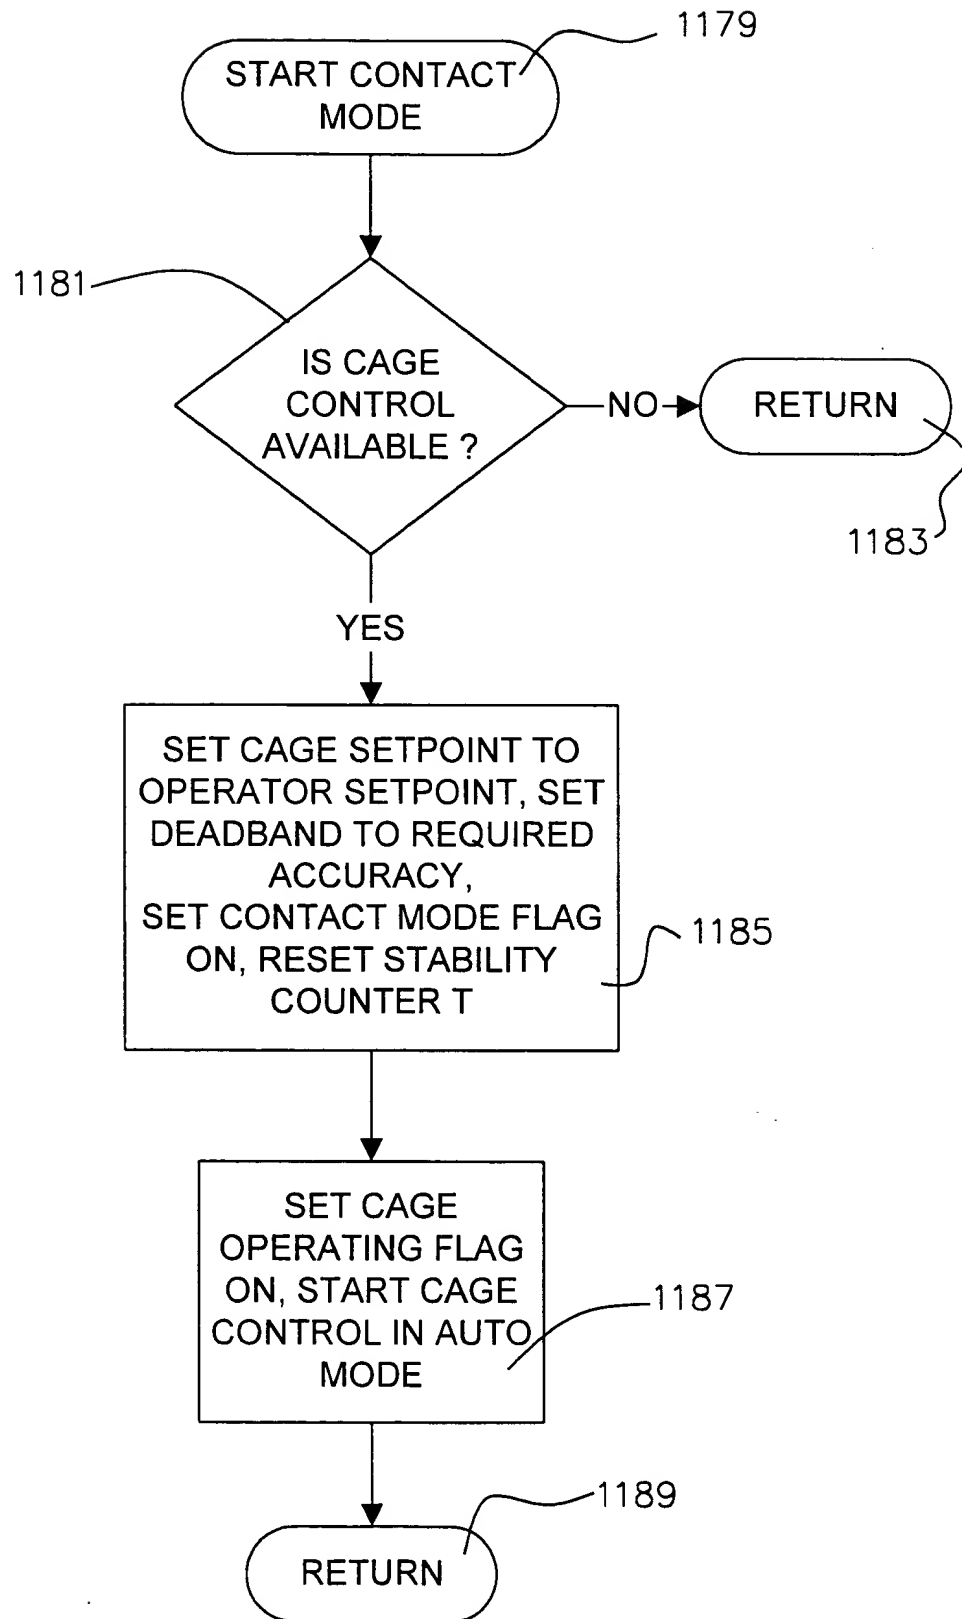 1179
START CONTACT
MODE
1181
IS CAGE
CONTROL
AVAILABLE ?
NO
RETURN
1183
YES
SET CAGE SETPOINT TO
OPERATOR SETPOINT, SET
DEADBAND TO REQUIRED
ACCURACY,
SET CONTACT MODE FLAG
ON, RESET STABILITY
COUNTER T
1185
SET CAGE
OPERATING FLAG
ON, START CAGE
CONTROL IN AUTO
MODE
1187
1189
RETURN